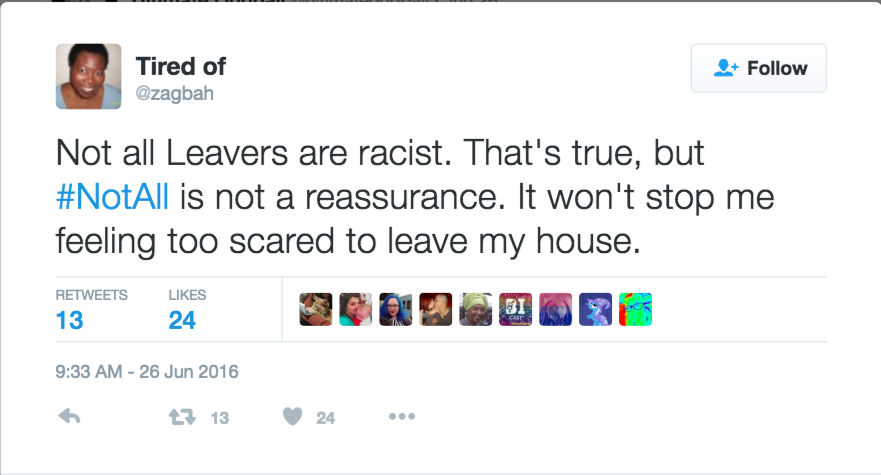 Tired of
@zagbah
Follow
Not all Leavers are racist. That's true, but
#NotAll is not a reassurance. It won't stop me
feeling too scared to leave my house.
RETWEETS LIKES
13 24
9:33 AM - 26 Jun 2016
13 24